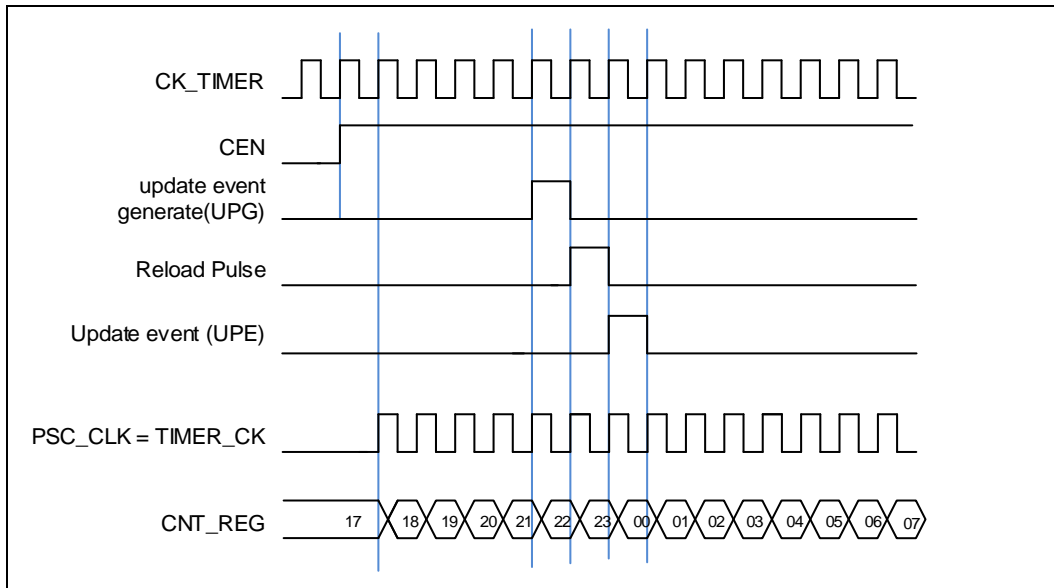 CK_TIMER
CEN
update event
generate(UPG)
Reload Pulse
Update event (UPE)
PSC_CLK = TIMER_CK
CNT_REG 17 18 19 20 21 22 23 00 01 02 03 04 05 06 07